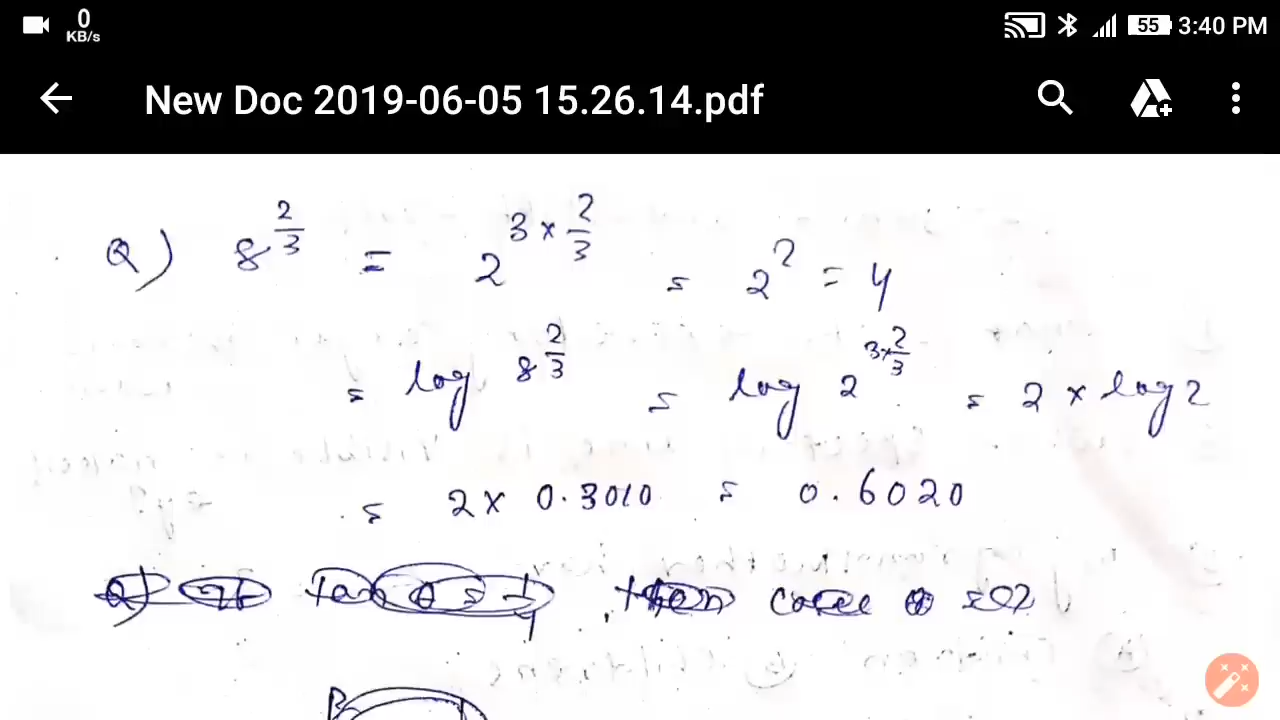 0
KB/s
55 3:40 PM
New Doc 2019-06-05 15.26.14.pdf
Q) 8^(2/3) = 2^(3×2/3) = 2^2 = 4
= log 8^(2/3) = log 2^(3×2/3) = 2 × log 2
= 2 × 0.3010 = 0.6020
Q) If tan θ = 1/4, then θ = 0?